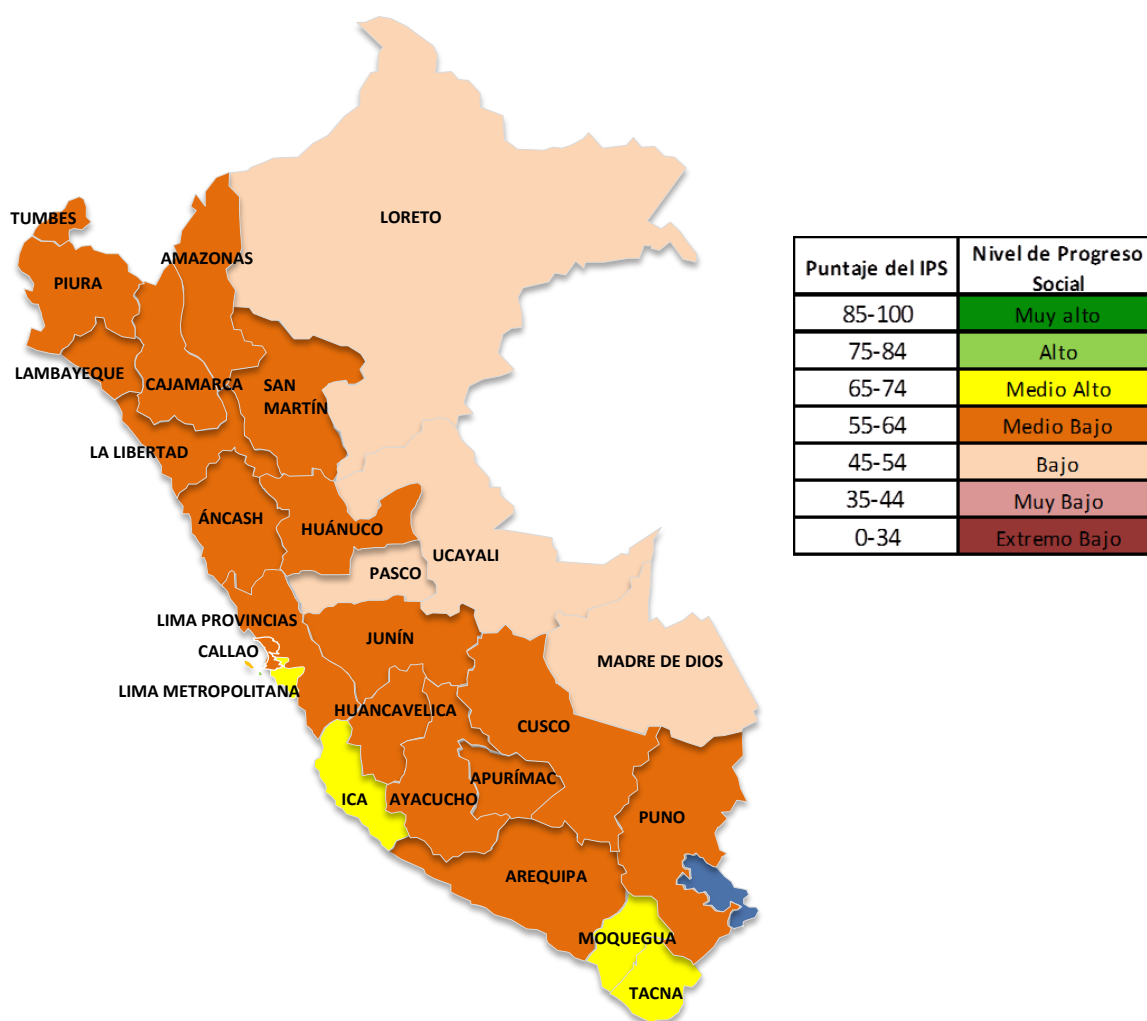 LORETO
TUMBES
AMAZONAS
PIURA
LAMBAYEQUE
CAJAMARCA
SAN
MARTÍN
LA LIBERTAD
ÁNCASH
HUÁNUCO
UCAYALI
PASCO
LIMA PROVINCIAS
JUNÍN
CALLAO
MADRE DE DIOS
LIMA METROPOLITANA
HUANCAVELICA
CUSCO
APURÍMAC
ICA
AYACUCHO
PUNO
AREQUIPA
MOQUEGUA
TACNA
Puntaje del IPS
Nivel de Progreso
Social
85-100 Muy alto
75-84 Alto
65-74 Medio Alto
55-64 Medio Bajo
45-54 Bajo
35-44 Muy Bajo
0-34 Extremo Bajo